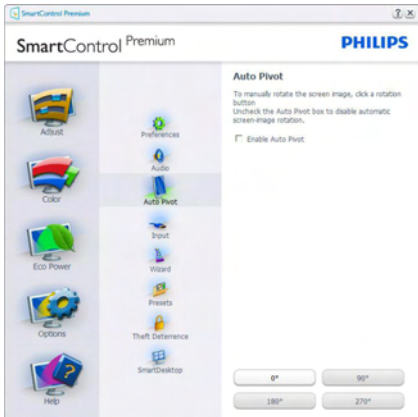 SmartControl Premium
SmartControl Premium
PHILIPS
Adjust
Color
Eco Power
Options
Help
Preferences
Audio
Auto Pivot
Input
Wizard
Presets
Theft Deterrence
SmartDesktop
Auto Pivot
To manually rotate the screen image, click a rotation
button
Uncheck the Auto Pivot box to disable automatic
screen-image rotation.
Enable Auto Pivot
0°
90°
180°
270°